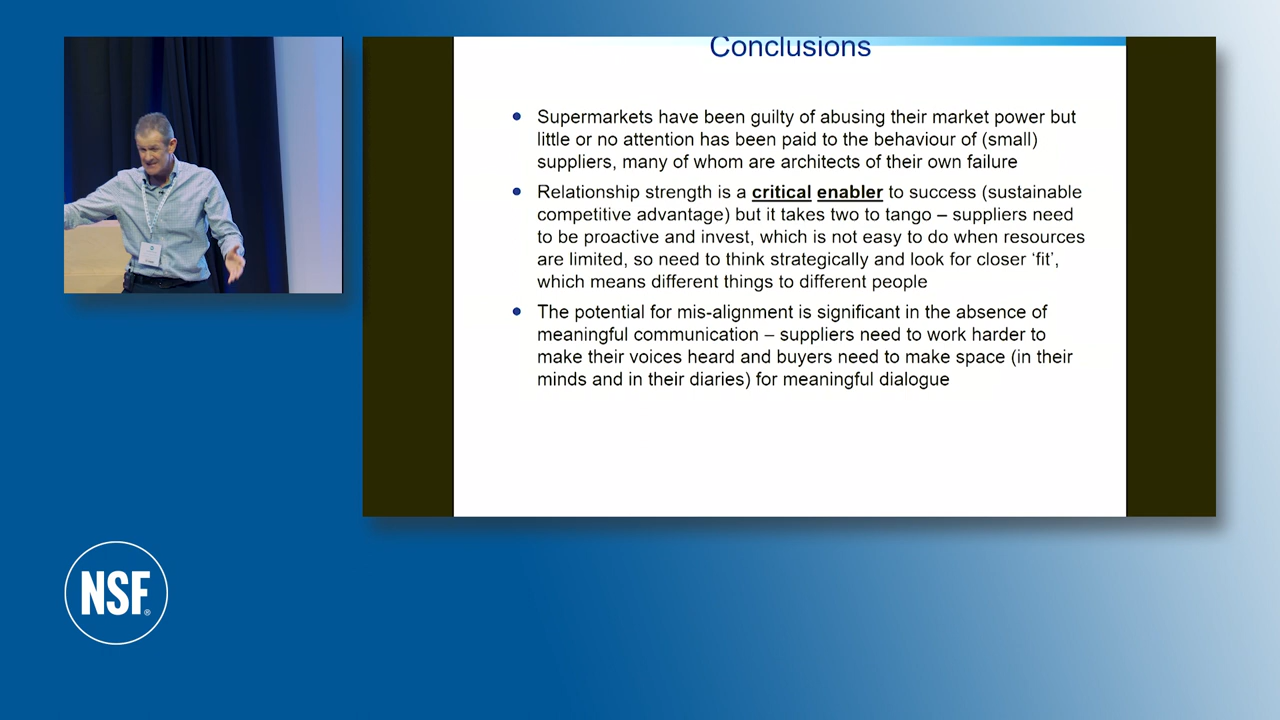 Conclusions
Supermarkets have been guilty of abusing their market power but
little or no attention has been paid to the behaviour of (small)
suppliers, many of whom are architects of their own failure
Relationship strength is a critical enabler to success (sustainable
competitive advantage) but it takes two to tango – suppliers need
to be proactive and invest, which is not easy to do when resources
are limited, so need to think strategically and look for closer ‘fit’,
which means different things to different people
The potential for mis-alignment is significant in the absence of
meaningful communication – suppliers need to work harder to
make their voices heard and buyers need to make space (in their
minds and in their diaries) for meaningful dialogue
NSF®